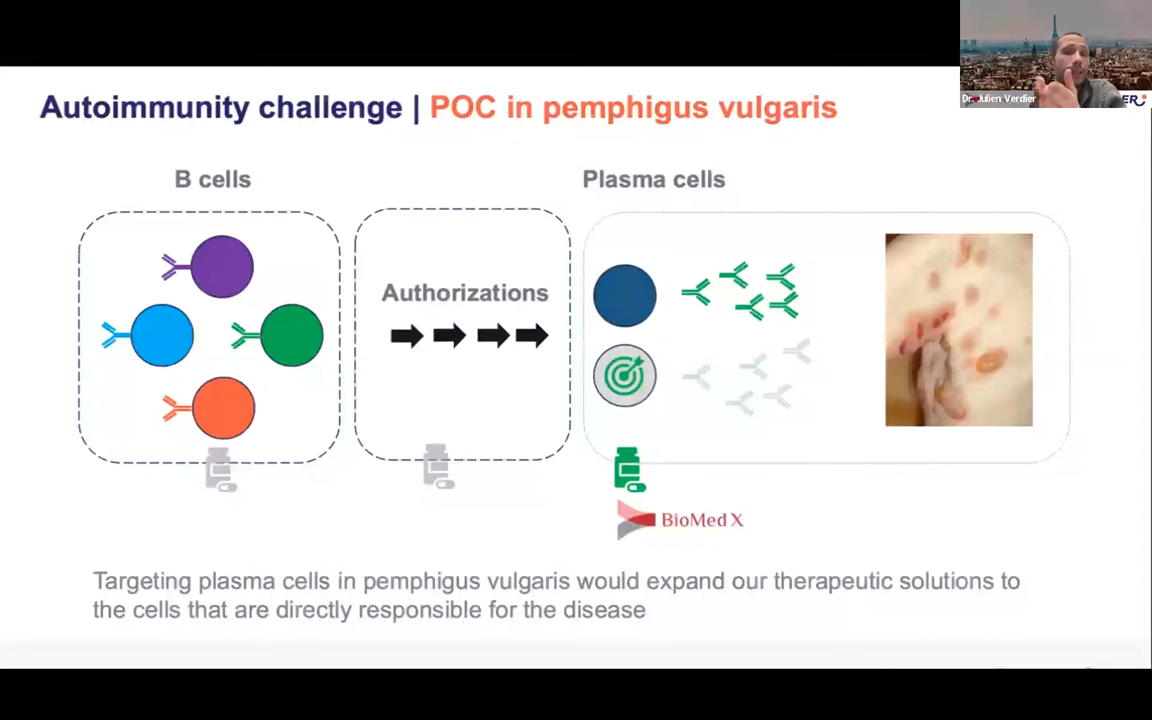 Dr. Julien Verdier
ER
Autoimmunity challenge | POC in pemphigus vulgaris
B cells
Plasma cells
Authorizations
BioMed X
Targeting plasma cells in pemphigus vulgaris would expand our therapeutic solutions to
the cells that are directly responsible for the disease